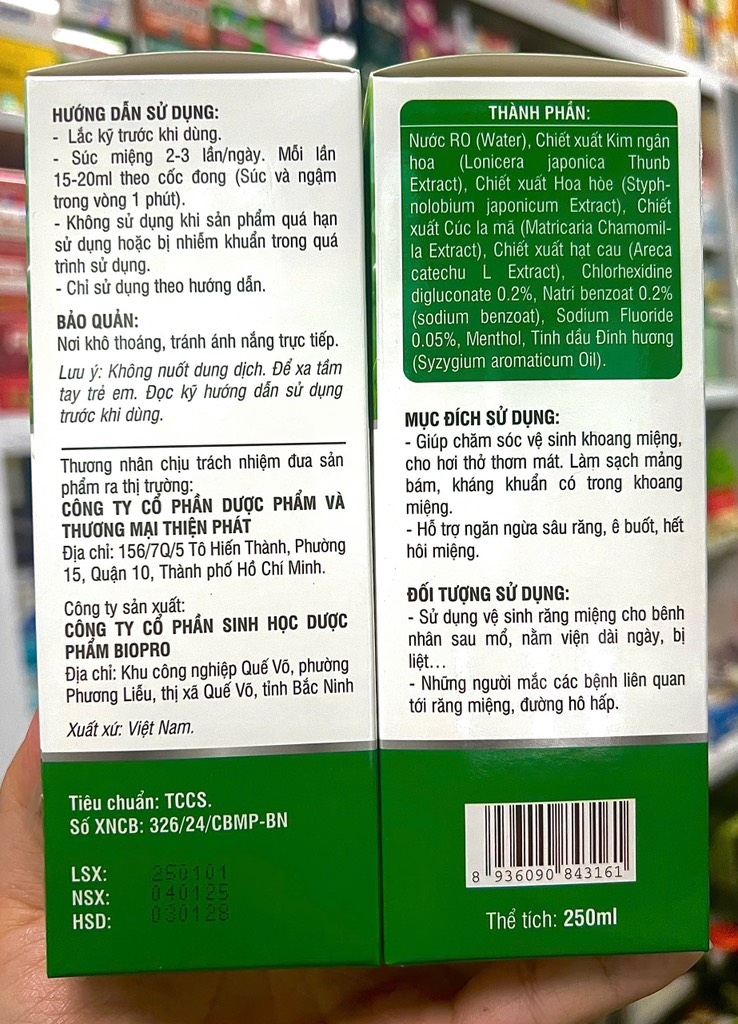 HƯỚNG DẪN SỬ DỤNG:
- Lắc kỹ trước khi dùng.
- Súc miệng 2-3 lần/ngày. Mỗi lần
15-20ml theo cốc đong (Súc và ngậm
trong vòng 1 phút).
- Không sử dụng khi sản phẩm quá hạn
sử dụng hoặc bị nhiễm khuẩn trong quá
trình sử dụng.
- Chỉ sử dụng theo hướng dẫn.
BẢO QUẢN:
Nơi khô thoáng, tránh ánh nắng trực tiếp.
Lưu ý: Không nuốt dung dịch. Để xa tầm
tay trẻ em. Đọc kỹ hướng dẫn sử dụng
trước khi dùng.
Thương nhân chịu trách nhiệm đưa sản
phẩm ra thị trường:
CÔNG TY CỔ PHẦN DƯỢC PHẨM VÀ
THƯƠNG MẠI THIỆN PHÁT
Địa chỉ: 156/7Q/5 Tô Hiến Thành, Phường
15, Quận 10, Thành phố Hồ Chí Minh.
Công ty sản xuất:
CÔNG TY CỔ PHẦN SINH HỌC DƯỢC
PHẨM BIOPRO
Địa chỉ: Khu công nghiệp Quế Võ, phường
Phương Liễu, thị xã Quế Võ, tỉnh Bắc Ninh
Xuất xứ: Việt Nam.
Tiêu chuẩn: TCCS.
Số XNCB: 326/24/CBMP-BN
LSX: 250101
NSX: 040125
HSD: 030128
THÀNH PHẦN:
Nước RO (Water), Chiết xuất Kim ngân
hoa (Lonicera japonica Thunb
Extract), Chiết xuất Hoa hòe (Styph-
nolobium japonicum Extract), Chiết
xuất Cúc la mã (Matricaria Chamomil-
la Extract), Chiết xuất hạt cau (Areca
catechu L Extract), Chlorhexidine
digluconate 0.2%, Natri benzoat 0.2%
(sodium benzoat), Sodium Fluoride
0.05%, Menthol, Tinh dầu Đinh hương
(Syzygium aromaticum Oil).
MỤC ĐÍCH SỬ DỤNG:
- Giúp chăm sóc vệ sinh khoang miệng,
cho hơi thở thơm mát. Làm sạch mảng
bám, kháng khuẩn có trong khoang
miệng.
- Hỗ trợ ngăn ngừa sâu răng, ê buốt, hết
hôi miệng.
ĐỐI TƯỢNG SỬ DỤNG:
- Sử dụng vệ sinh răng miệng cho bênh
nhân sau mổ, nằm viện dài ngày, bị
liệt...
- Những người mắc các bệnh liên quan
tới răng miệng, đường hô hấp.
8 936090 843161
Thể tích: 250ml